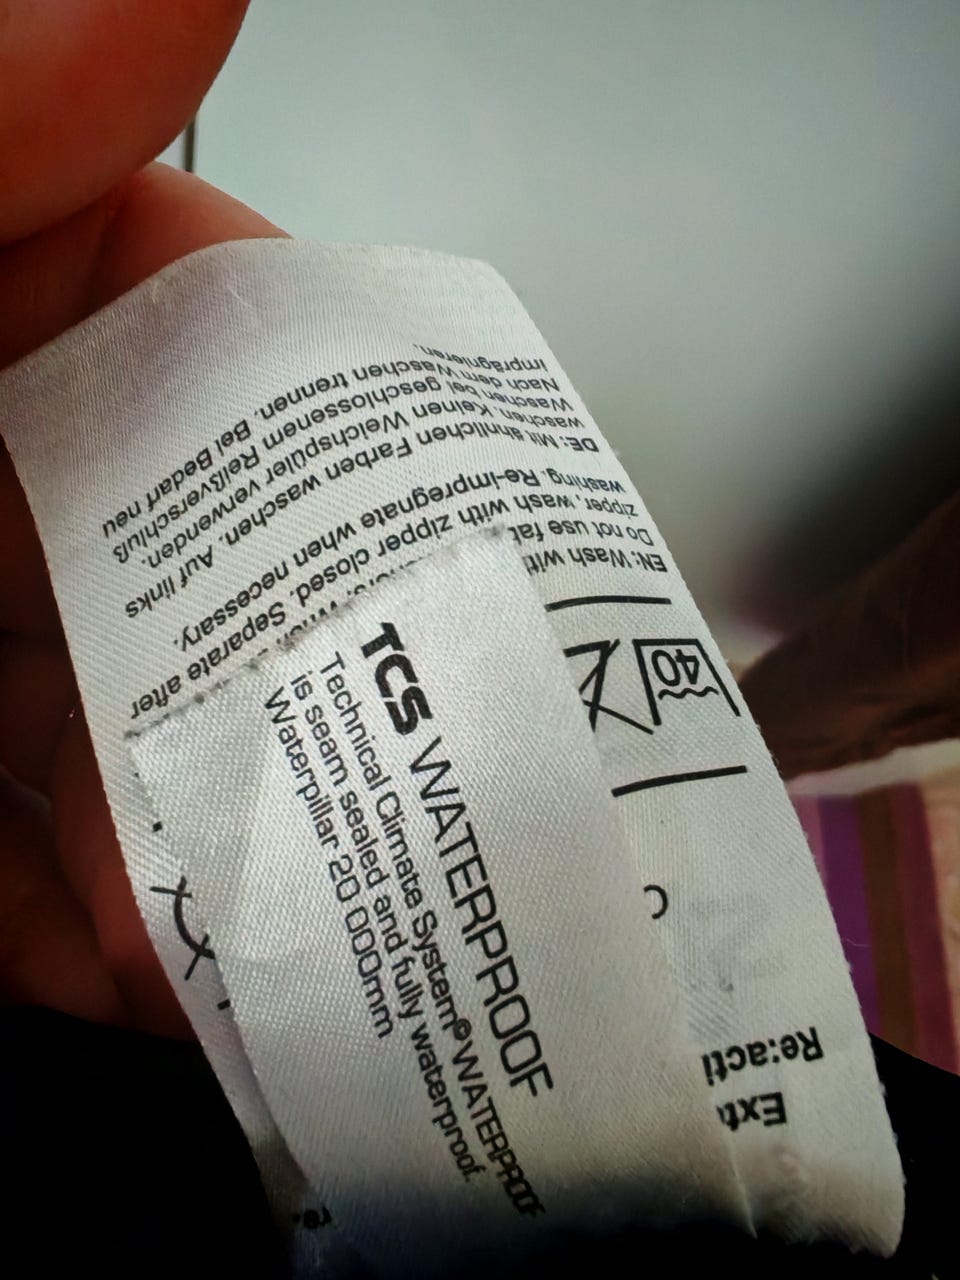 TCS WATERPROOF
Technical Climate System® WATERPROOF
is seam sealed and fully waterproof.
Waterpillar 20 000mm
Re:acti
Ext
40
EN: Wash wit
Do not use fab
zipper, wash with zipper closed. Separate after
washing. Re-impregnate when necessary.
DE: Mit ähnlichen Farben waschen. Auf links
waschen. Keinen Weichspüler verwenden.
Waschen bei geschlossenem Reißverschluß
Nach dem Waschen trennen. Bei Bedarf neu
imprägnieren.